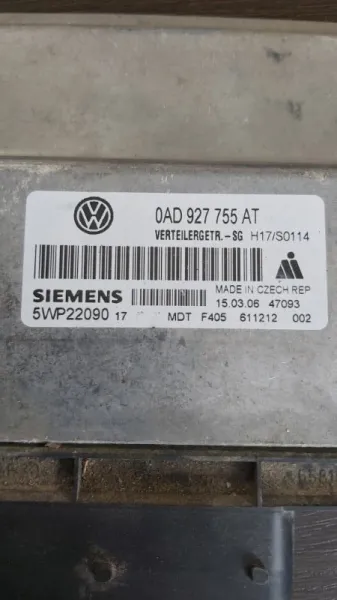 0AD 927 755 AT
VERTEILERGETR.-SG H17/S0114
SIEMENS
MADE IN CZECH REP
15.03.06 47093
5WP22090 17 MDT F405 611212 002